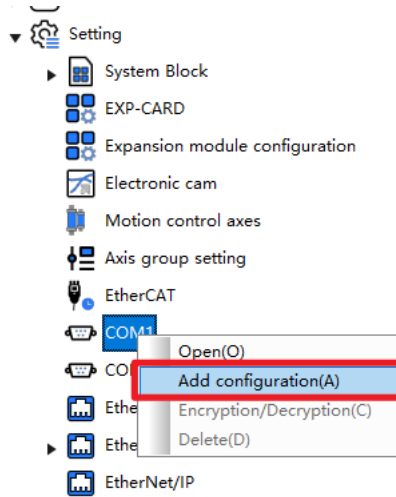 Setting
System Block
EXP-CARD
Expansion module configuration
Electronic cam
Motion control axes
Axis group setting
EtherCAT
COM1
Open(O)
Add configuration(A)
Encryption/Decryption(C)
Delete(D)
EtherNet/IP